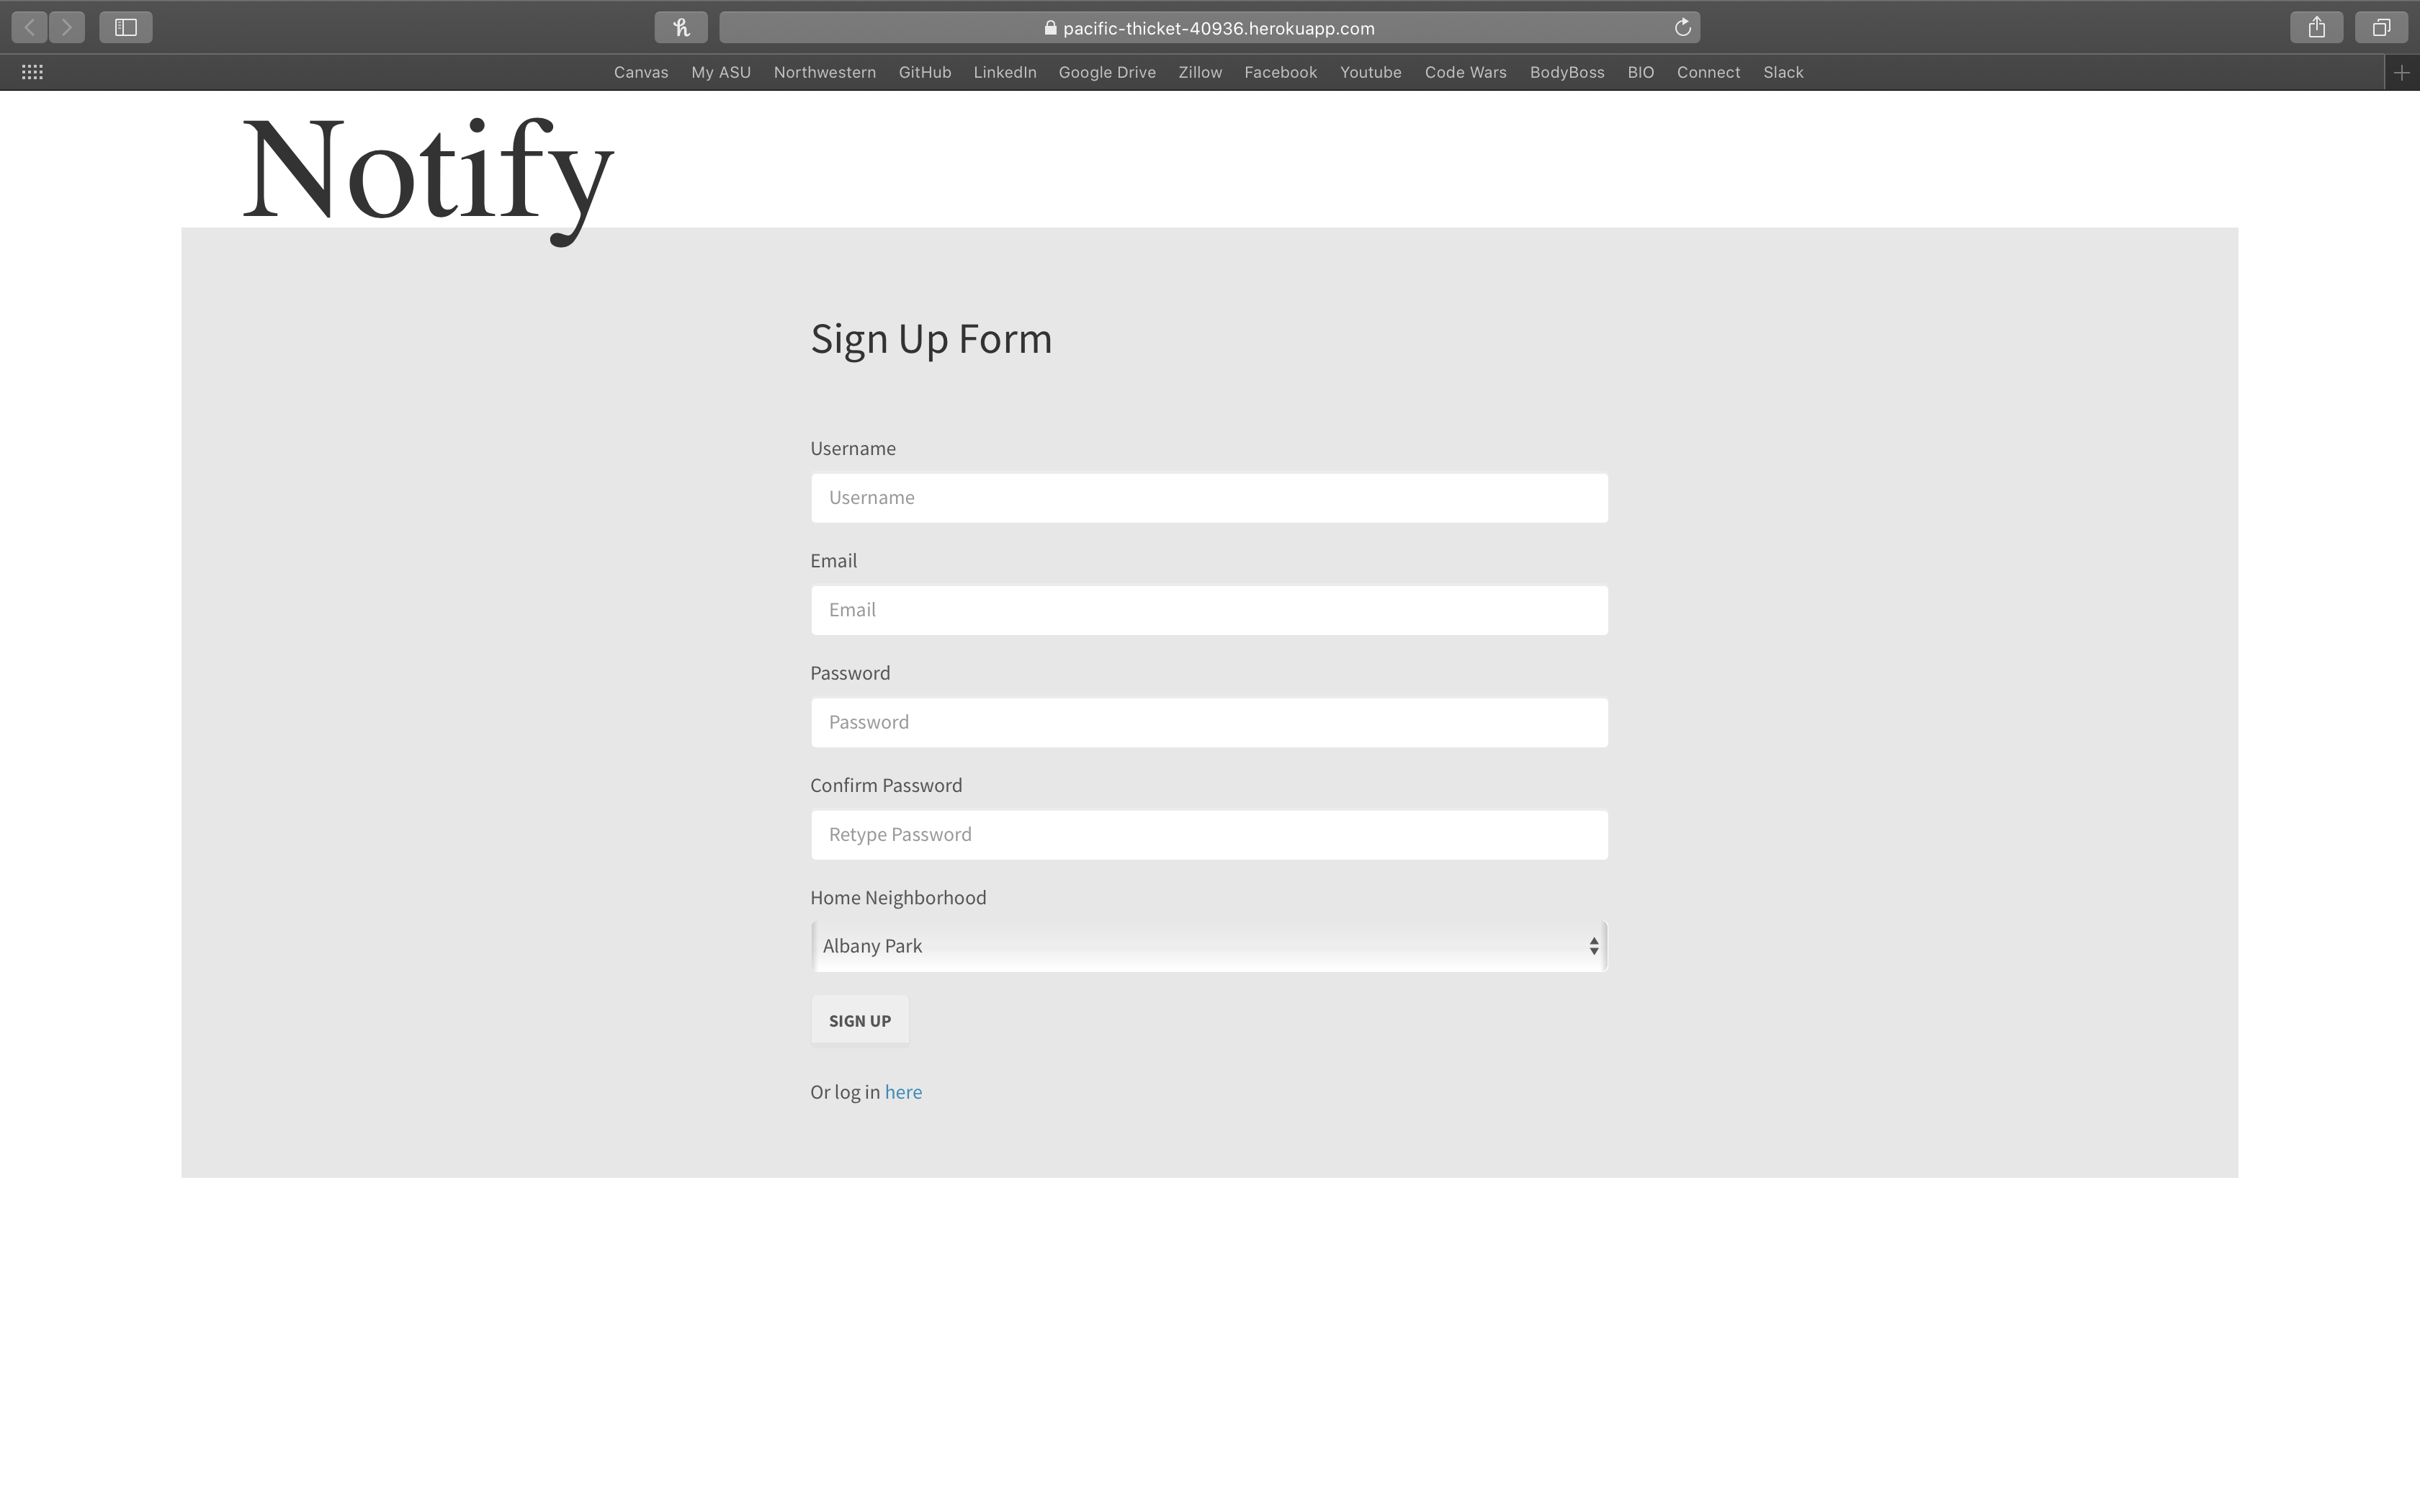 pacific-thicket-40936.herokuapp.com
Canvas My ASU Northwestern GitHub LinkedIn Google Drive Zillow Facebook Youtube Code Wars BodyBoss BIO Connect Slack
Notify
Sign Up Form
Username
Username
Email
Email
Password
Password
Confirm Password
Retype Password
Home Neighborhood
Albany Park
SIGN UP
Or log in here